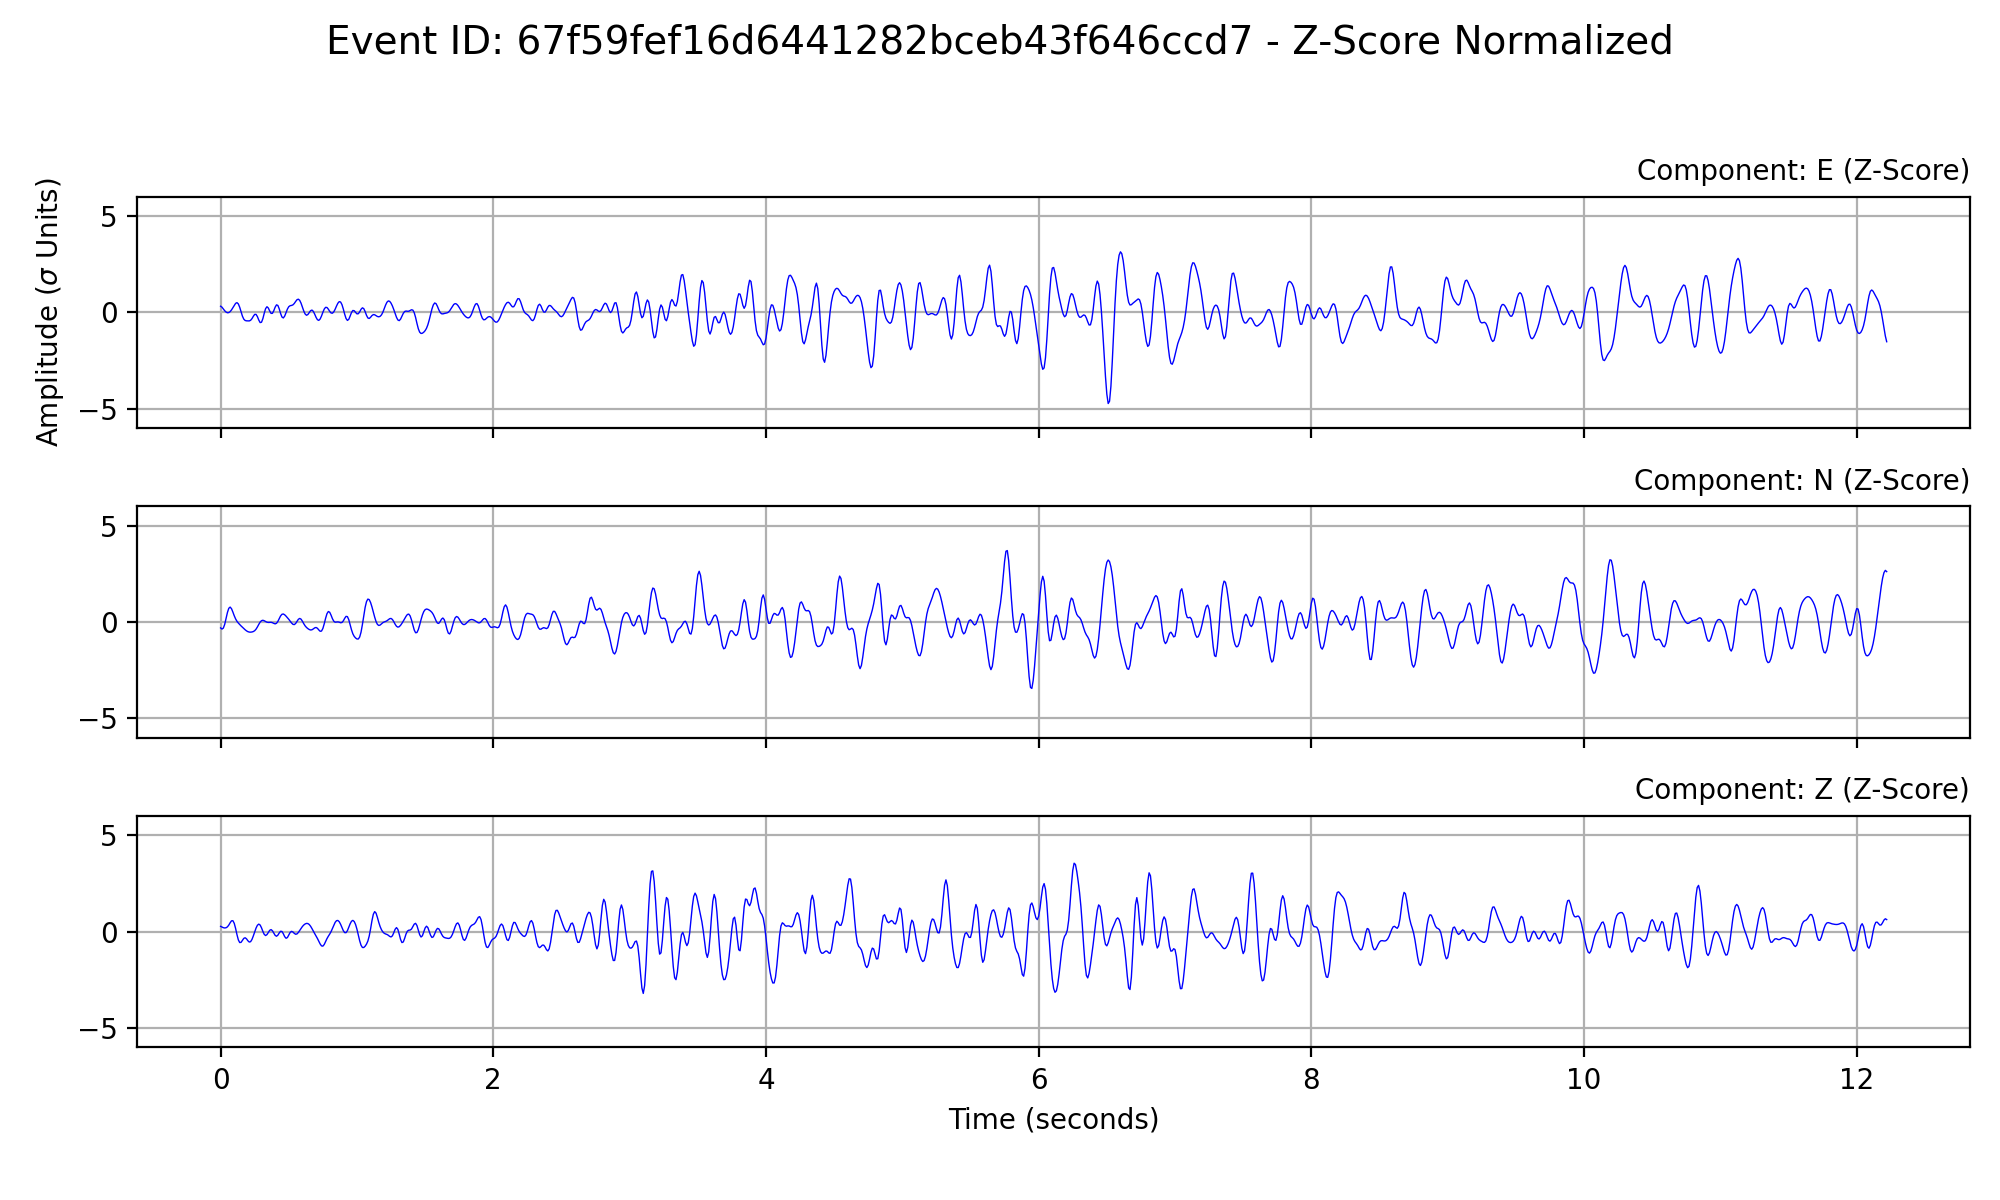 Event ID: 67f59fef16d6441282bceb43f646ccd7 - Z-Score Normalized
Component: E (Z-Score)
Amplitude (σ Units)
5
0
−5
Component: N (Z-Score)
5
0
−5
Component: Z (Z-Score)
5
0
−5
0 2 4 6 8 10 12
Time (seconds)